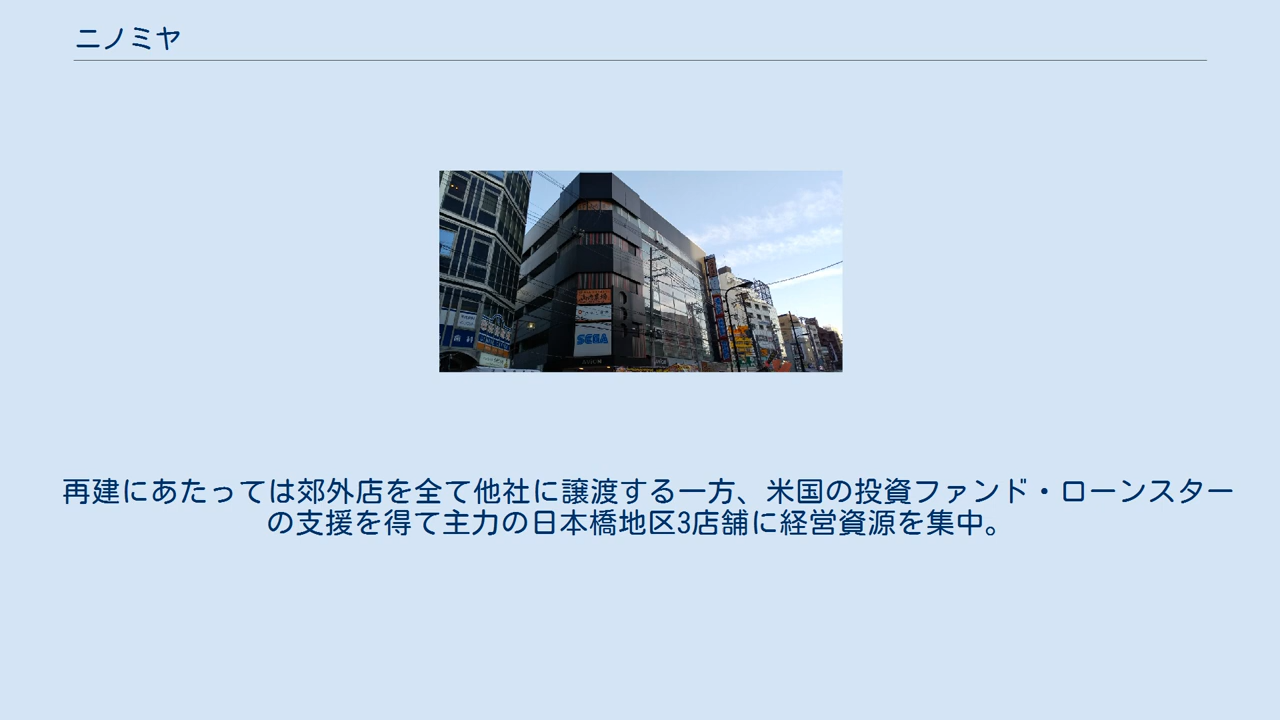 ニノミヤ
SEGA
再建にあたっては郊外店を全て他社に譲渡する一方、米国の投資ファンド・ローンスター
の支援を得て主力の日本橋地区3店舗に経営資源を集中。